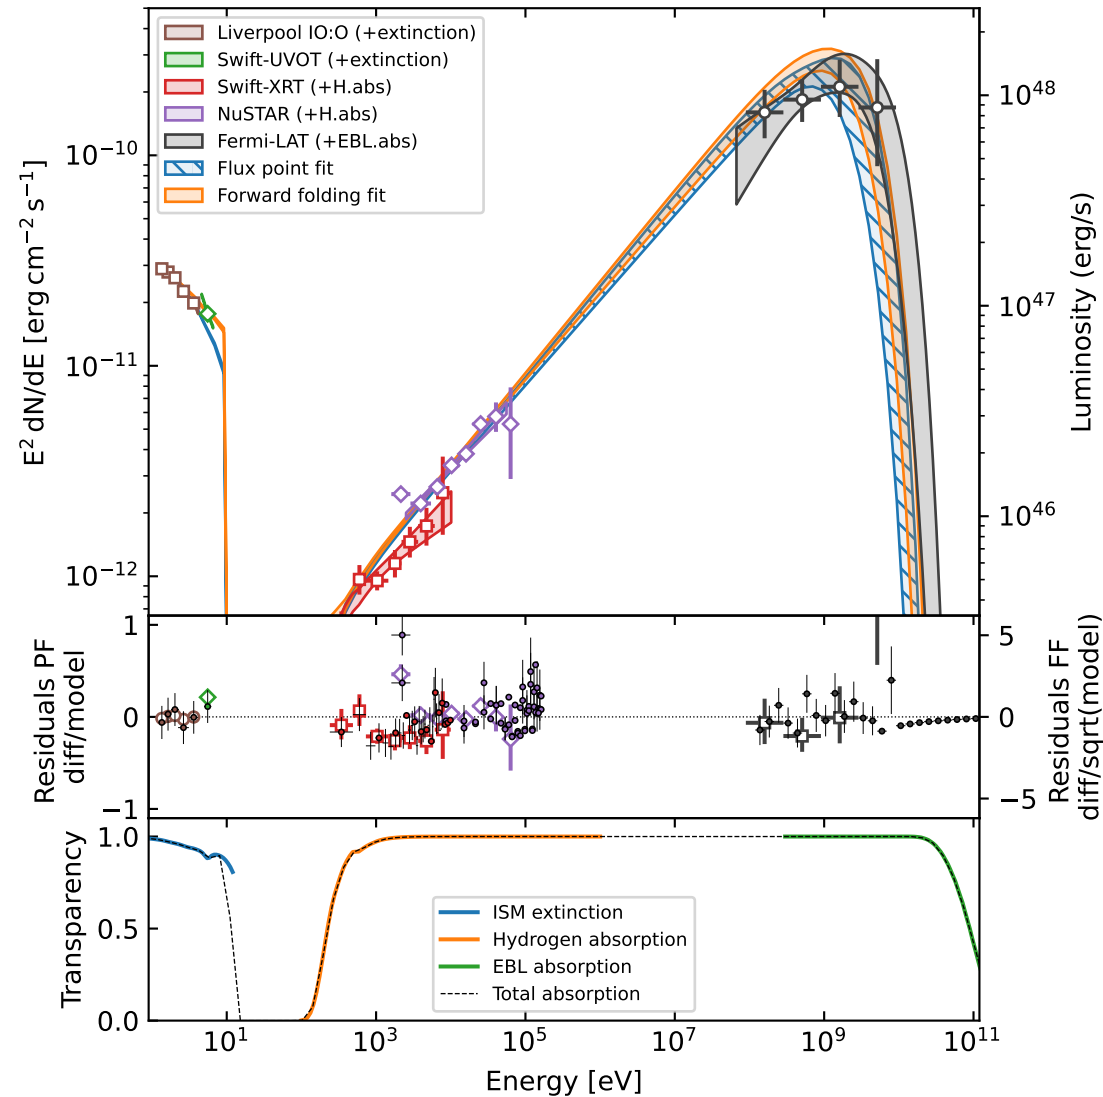 Liverpool IO:O (+extinction)
Swift-UVOT (+extinction)
Swift-XRT (+H.abs)
NuSTAR (+H.abs)
Fermi-LAT (+EBL.abs)
Flux point fit
Forward folding fit
E² dN/dE [erg cm⁻² s⁻¹]
10⁻¹⁰
10⁻¹¹
10⁻¹²
Luminosity (erg/s)
10⁴⁸
10⁴⁷
10⁴⁶
Residuals PF
diff/model
1
0
−1
Residuals FF
diff/sqrt(model)
5
0
−5
Transparency
1.0
0.5
0.0
ISM extinction
Hydrogen absorption
EBL absorption
Total absorption
10¹ 10³ 10⁵ 10⁷ 10⁹ 10¹¹
Energy [eV]